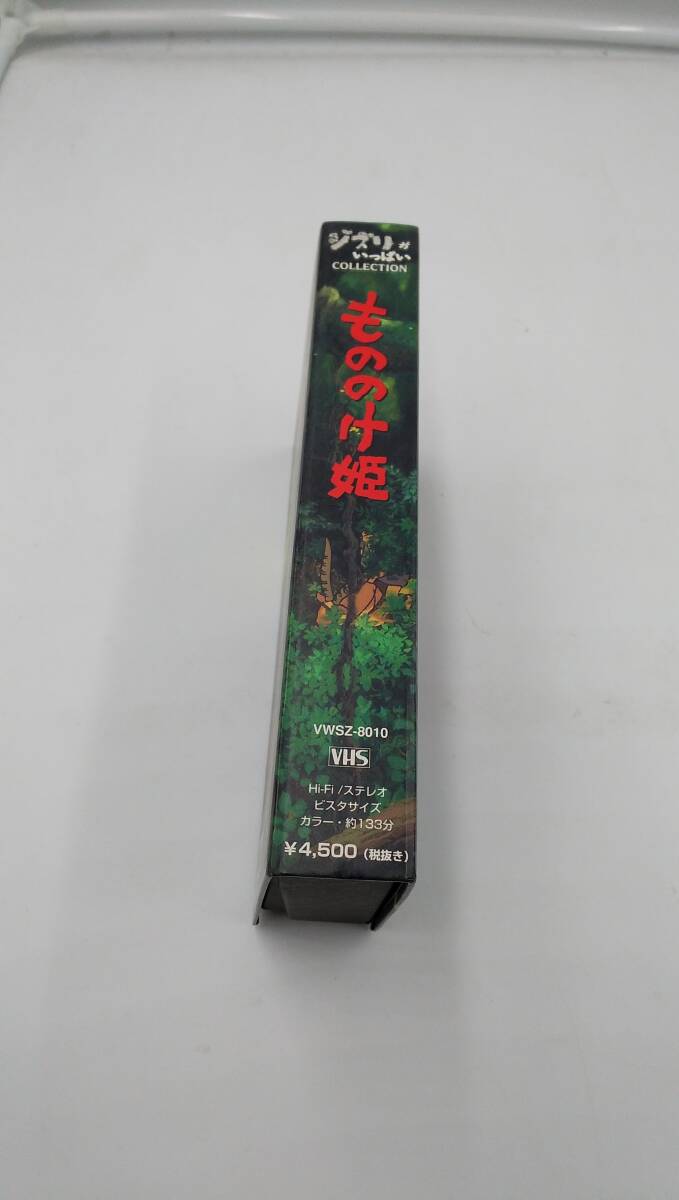 ジブリが
いっぱい
COLLECTION
もののけ姫
VWSZ-8010
VHS
Hi-Fi /ステレオ
ビスタサイズ
カラー・約133分
¥4,500 (税抜き)